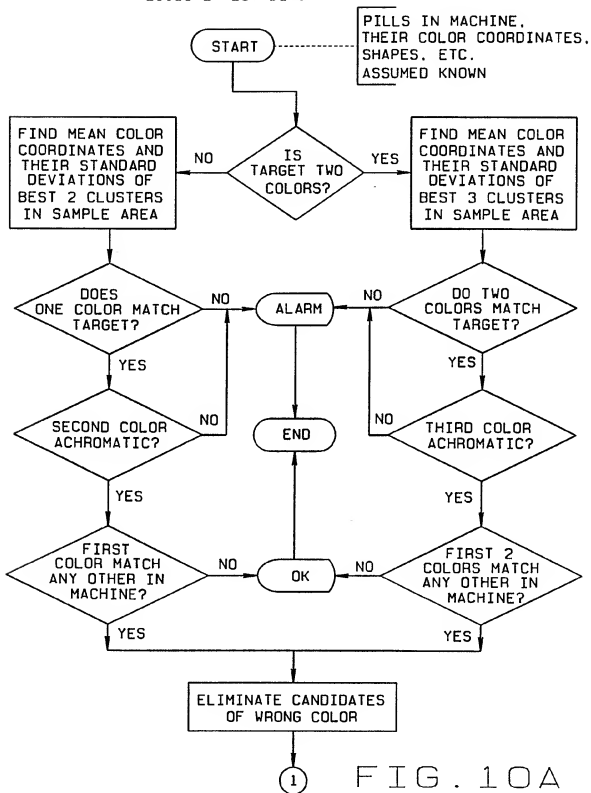 PILLS IN MACHINE,
THEIR COLOR COORDINATES,
SHAPES, ETC.
ASSUMED KNOWN
START
FIND MEAN COLOR
COORDINATES AND
THEIR STANDARD
DEVIATIONS OF
BEST 2 CLUSTERS
IN SAMPLE AREA
NO
IS
TARGET TWO
COLORS?
YES
FIND MEAN COLOR
COORDINATES AND
THEIR STANDARD
DEVIATIONS OF
BEST 3 CLUSTERS
IN SAMPLE AREA
DOES
ONE COLOR MATCH
TARGET?
NO
ALARM
NO
DO TWO
COLORS MATCH
TARGET?
YES
YES
SECOND COLOR
ACHROMATIC?
NO
END
NO
THIRD COLOR
ACHROMATIC?
YES
YES
FIRST
COLOR MATCH
ANY OTHER IN
MACHINE?
NO
OK
NO
FIRST 2
COLORS MATCH
ANY OTHER IN
MACHINE?
YES
YES
ELIMINATE CANDIDATES
OF WRONG COLOR
1
FIG. 10A